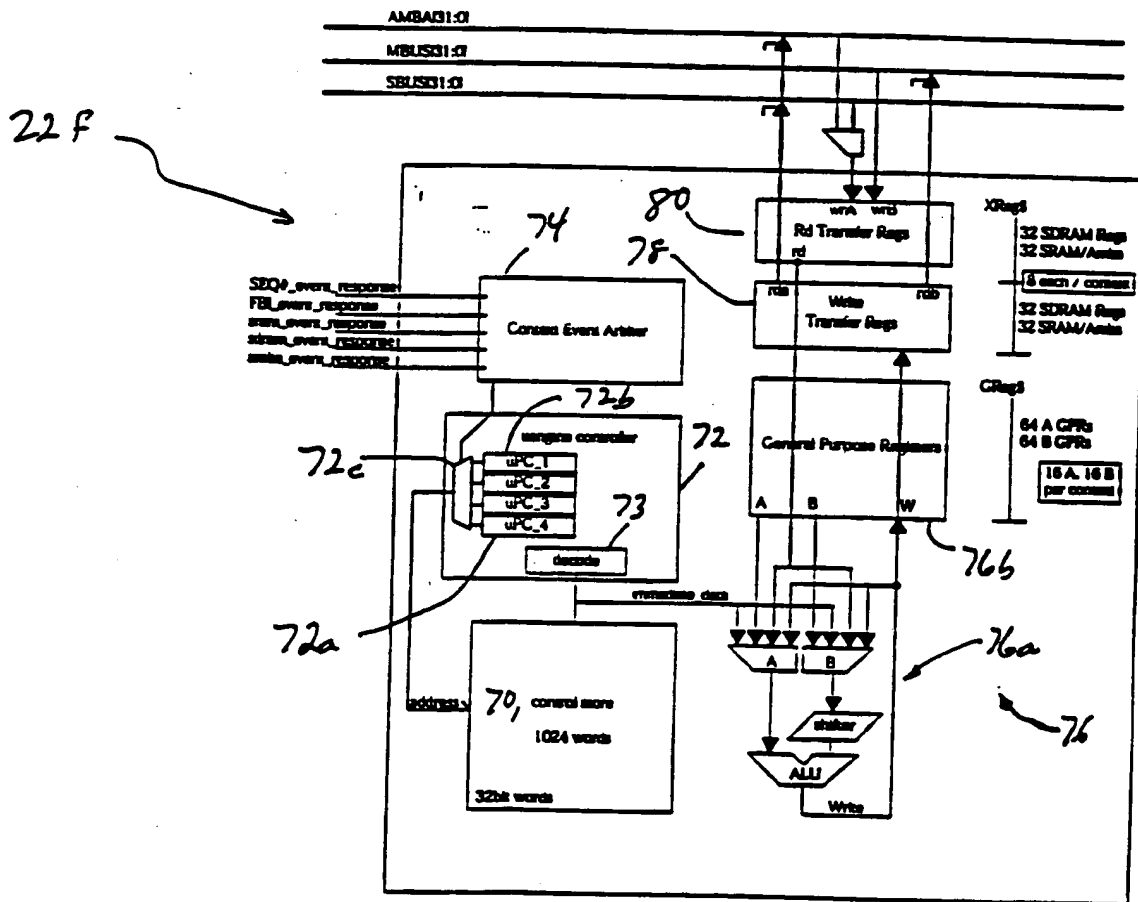 AMBA[31:0]
MBUS[31:0]
SBUS[31:0]
22f
80
wrA wrB
Rd Transfer Regs
rd
XRegs
32 SDRAM Regs
32 SRAM/Amba
8 each / context
32 SDRAM Regs
32 SRAM/Amba
78
rda
rdb
Write
Transfer Regs
74
SEQ#_event_response
FBI_event_response
sram_event_response
sdram_event_response
amba_event_response
Context Event Arbiter
72b
uengine controller
72
72c
uPC_1
uPC_2
uPC_3
uPC_4
73
decode
72a
GRegs
64 A GPRs
64 B GPRs
16 A, 16 B
per context
General Purpose Registers
A B W
76b
immediate_data
A B
76a
76
shifter
ALU
Write
address
70, control store
1024 words
32bit words